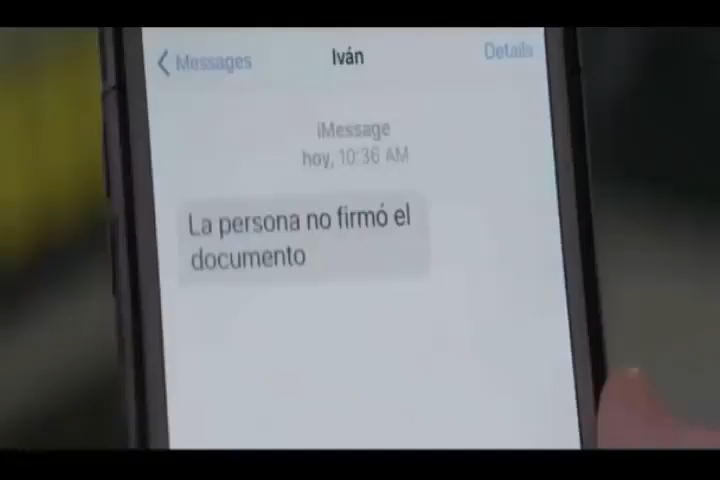 Messages Iván Details
iMessage
hoy, 10:36 AM
La persona no firmó el
documento